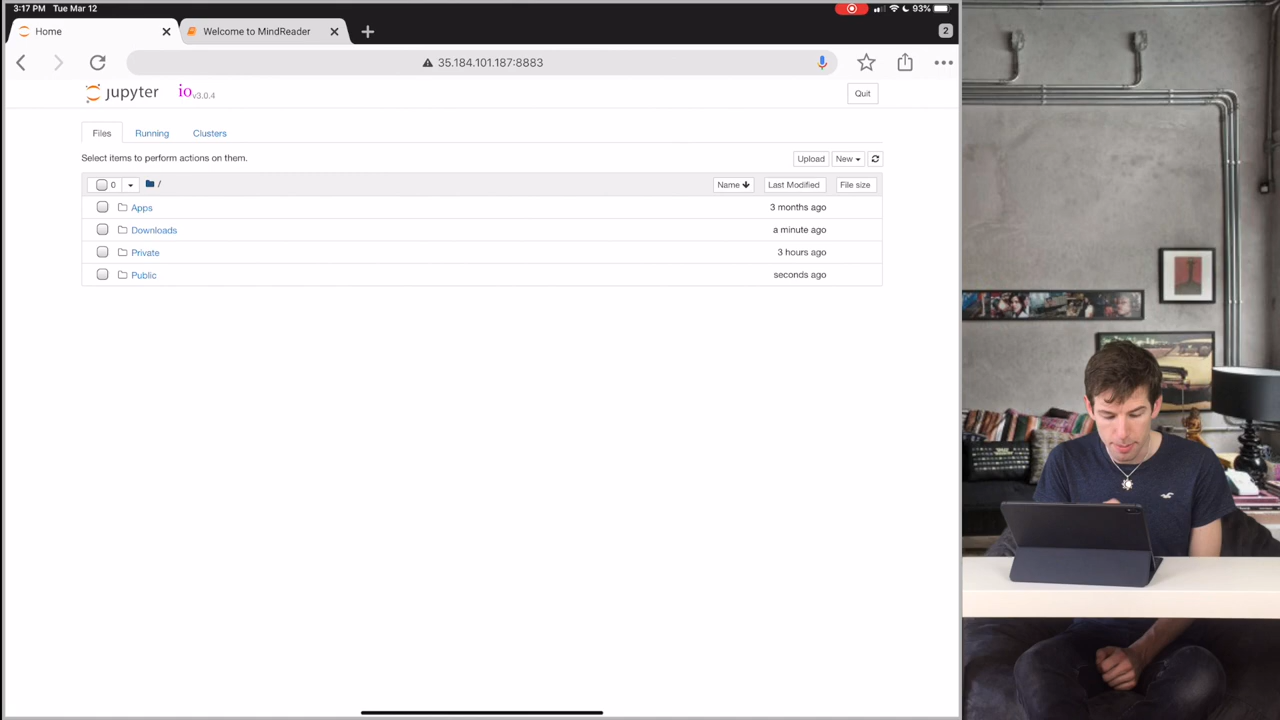 3:17 PM Tue Mar 12
93%
Home
Welcome to MindReader
2
35.184.101.187:8883
jupyter
io v3.0.4
Quit
Files Running Clusters
Select items to perform actions on them.
Upload New
0 /
Name Last Modified File size
Apps 3 months ago
Downloads a minute ago
Private 3 hours ago
Public seconds ago